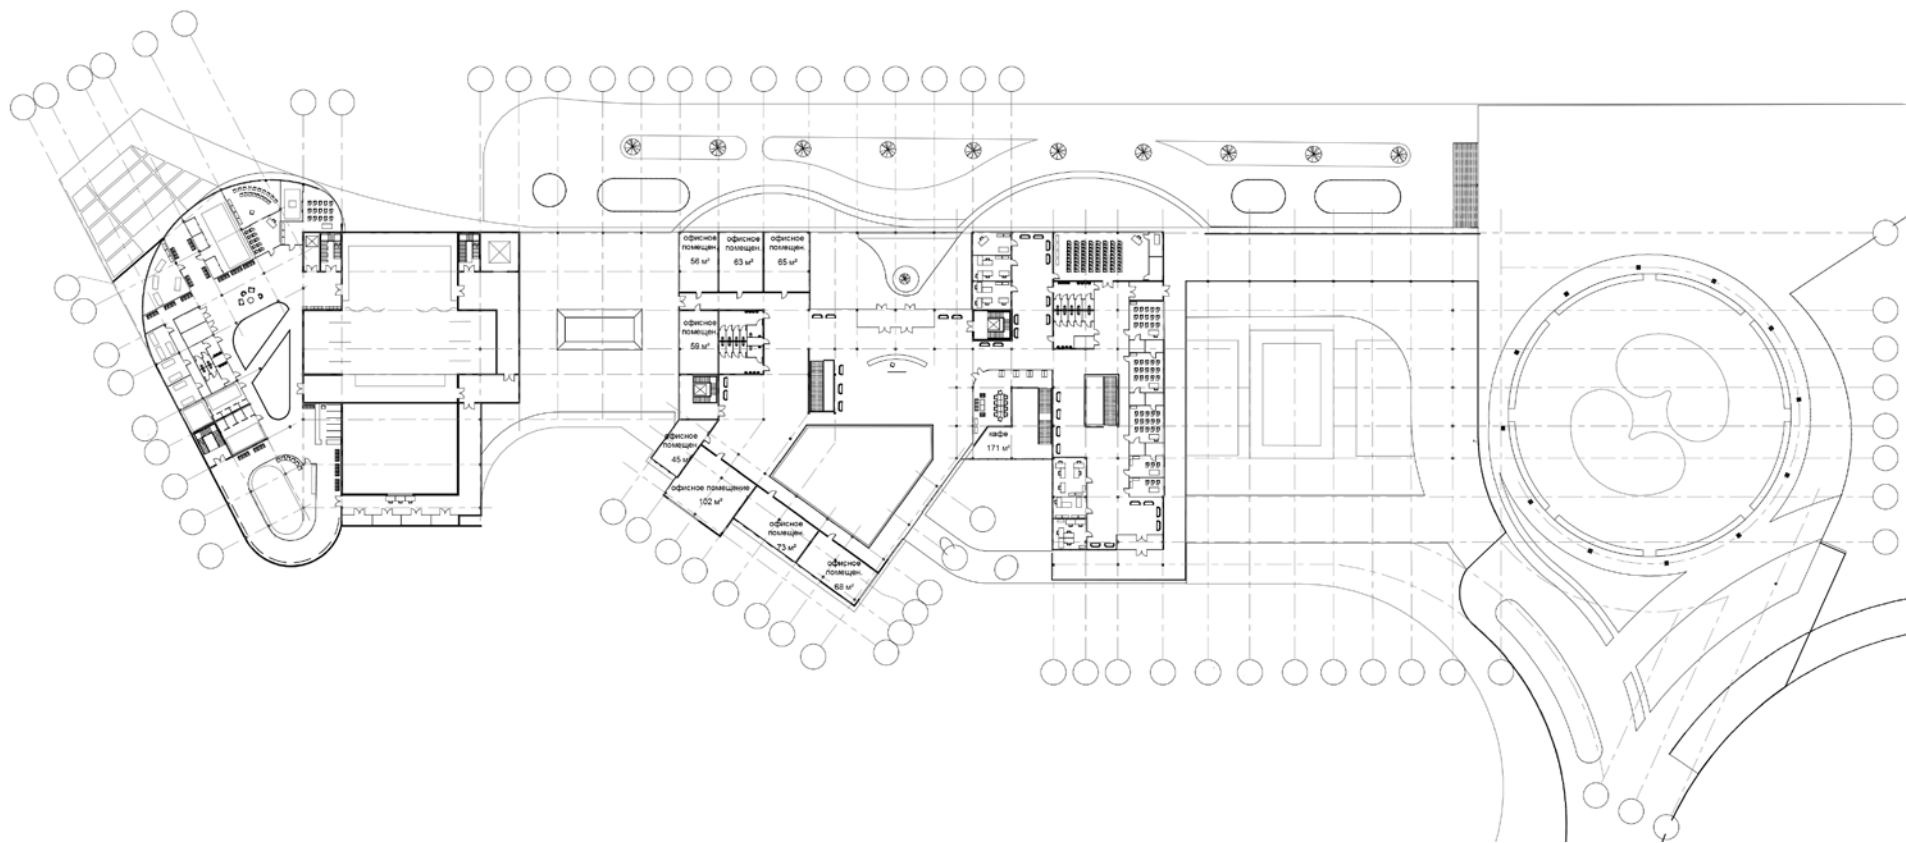 офисное
помещен.
56 м²
офисное
помещен.
63 м²
офисное
помещен.
65 м²
офисное
помещен.
59 м²
офисное
помещен.
45 м²
офисное помещение
102 м²
офисное
помещен.
73 м²
офисное
помещен.
68 м²
кафе
171 м²